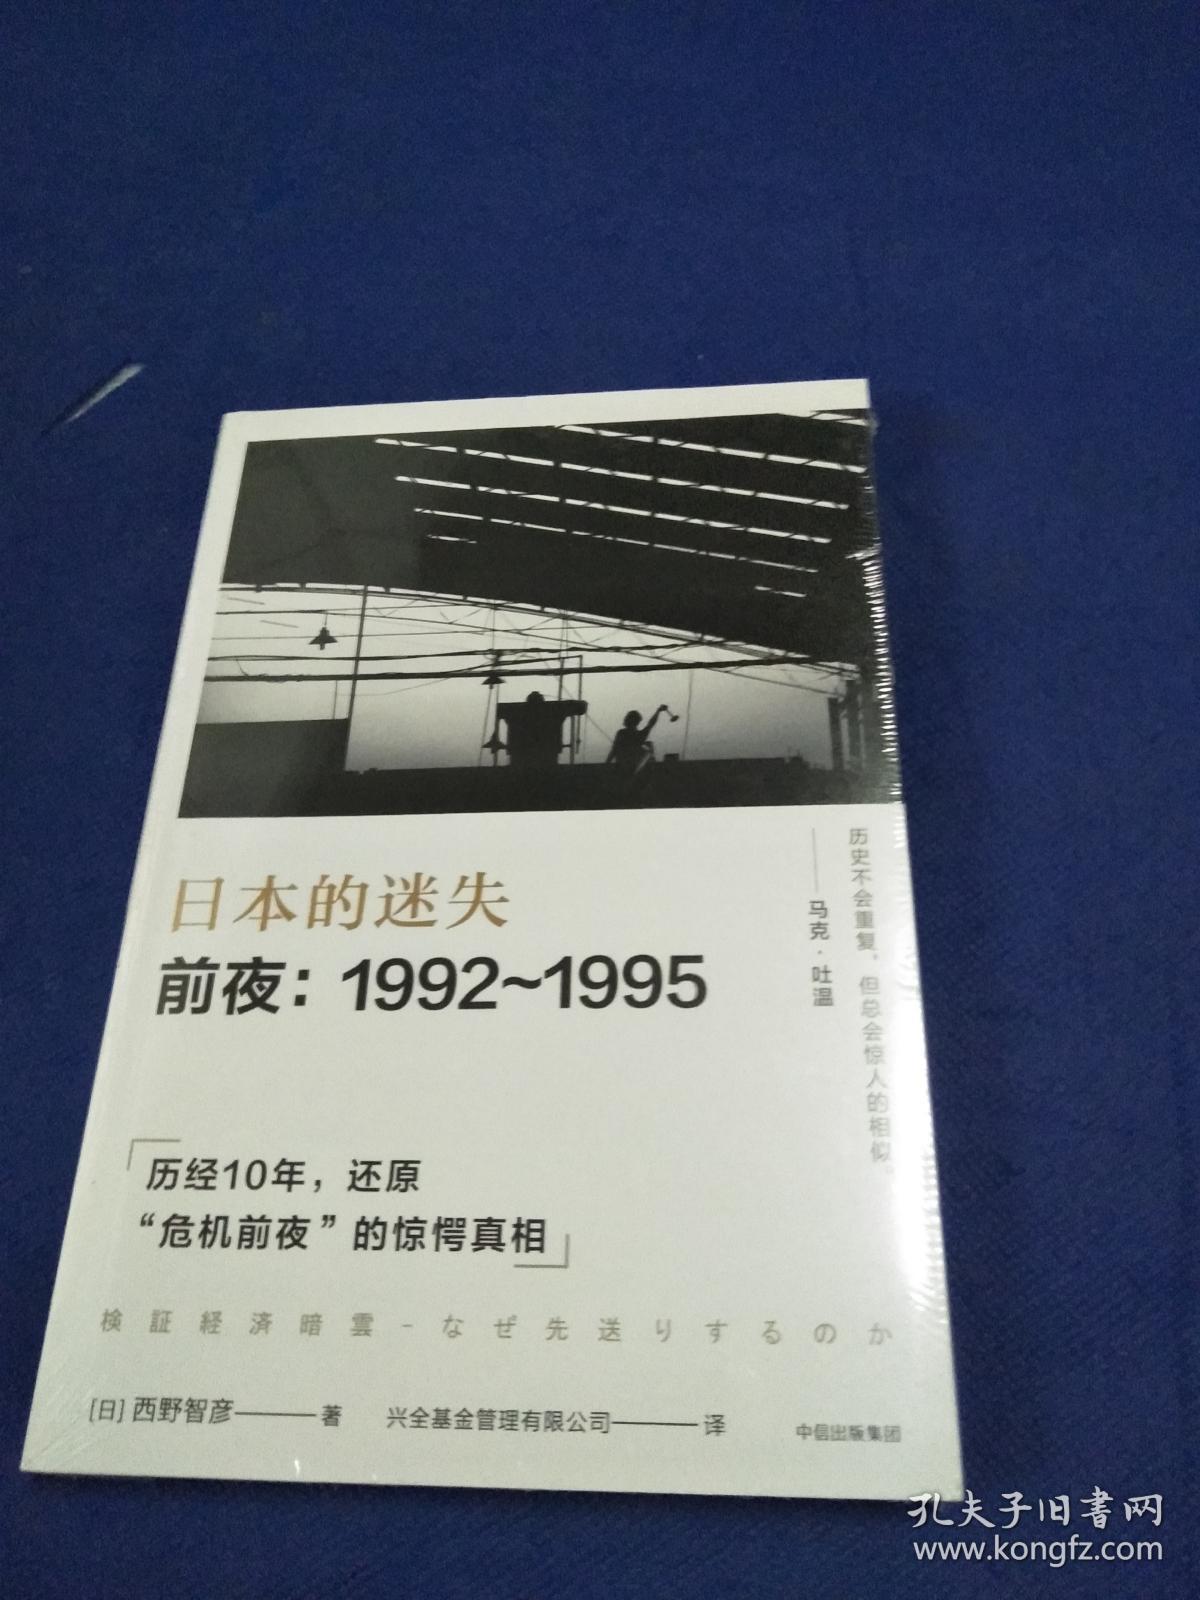 历史不会重复，但总会惊人的相似。
——马克·吐温
日本的迷失
前夜：1992~1995
「历经10年，还原
“危机前夜”的惊愕真相」
検証経済暗雲-なぜ先送りするのか
[日] 西野智彦——著 兴全基金管理有限公司——译 中信出版集团
孔夫子旧書网
www.kongfz.com